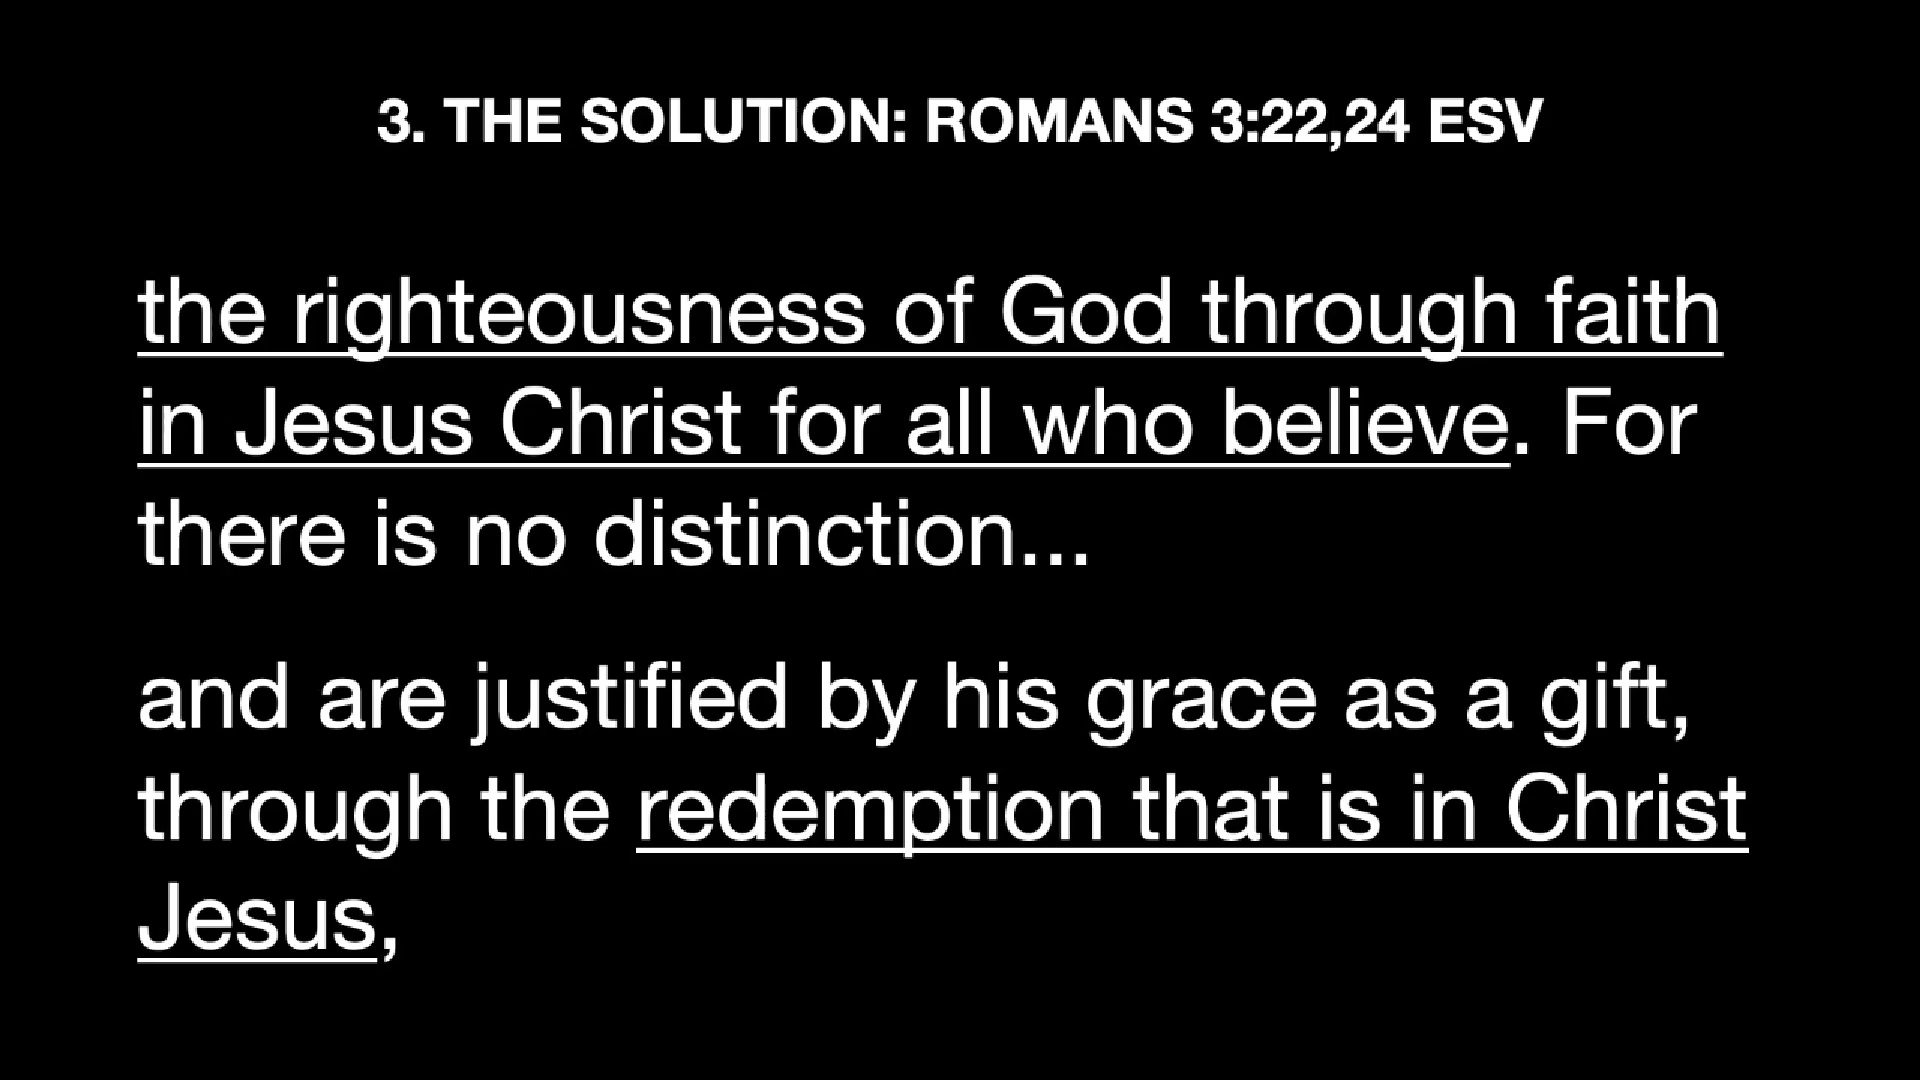 3. THE SOLUTION: ROMANS 3:22,24 ESV
the righteousness of God through faith
in Jesus Christ for all who believe. For
there is no distinction...
and are justified by his grace as a gift,
through the redemption that is in Christ
Jesus,